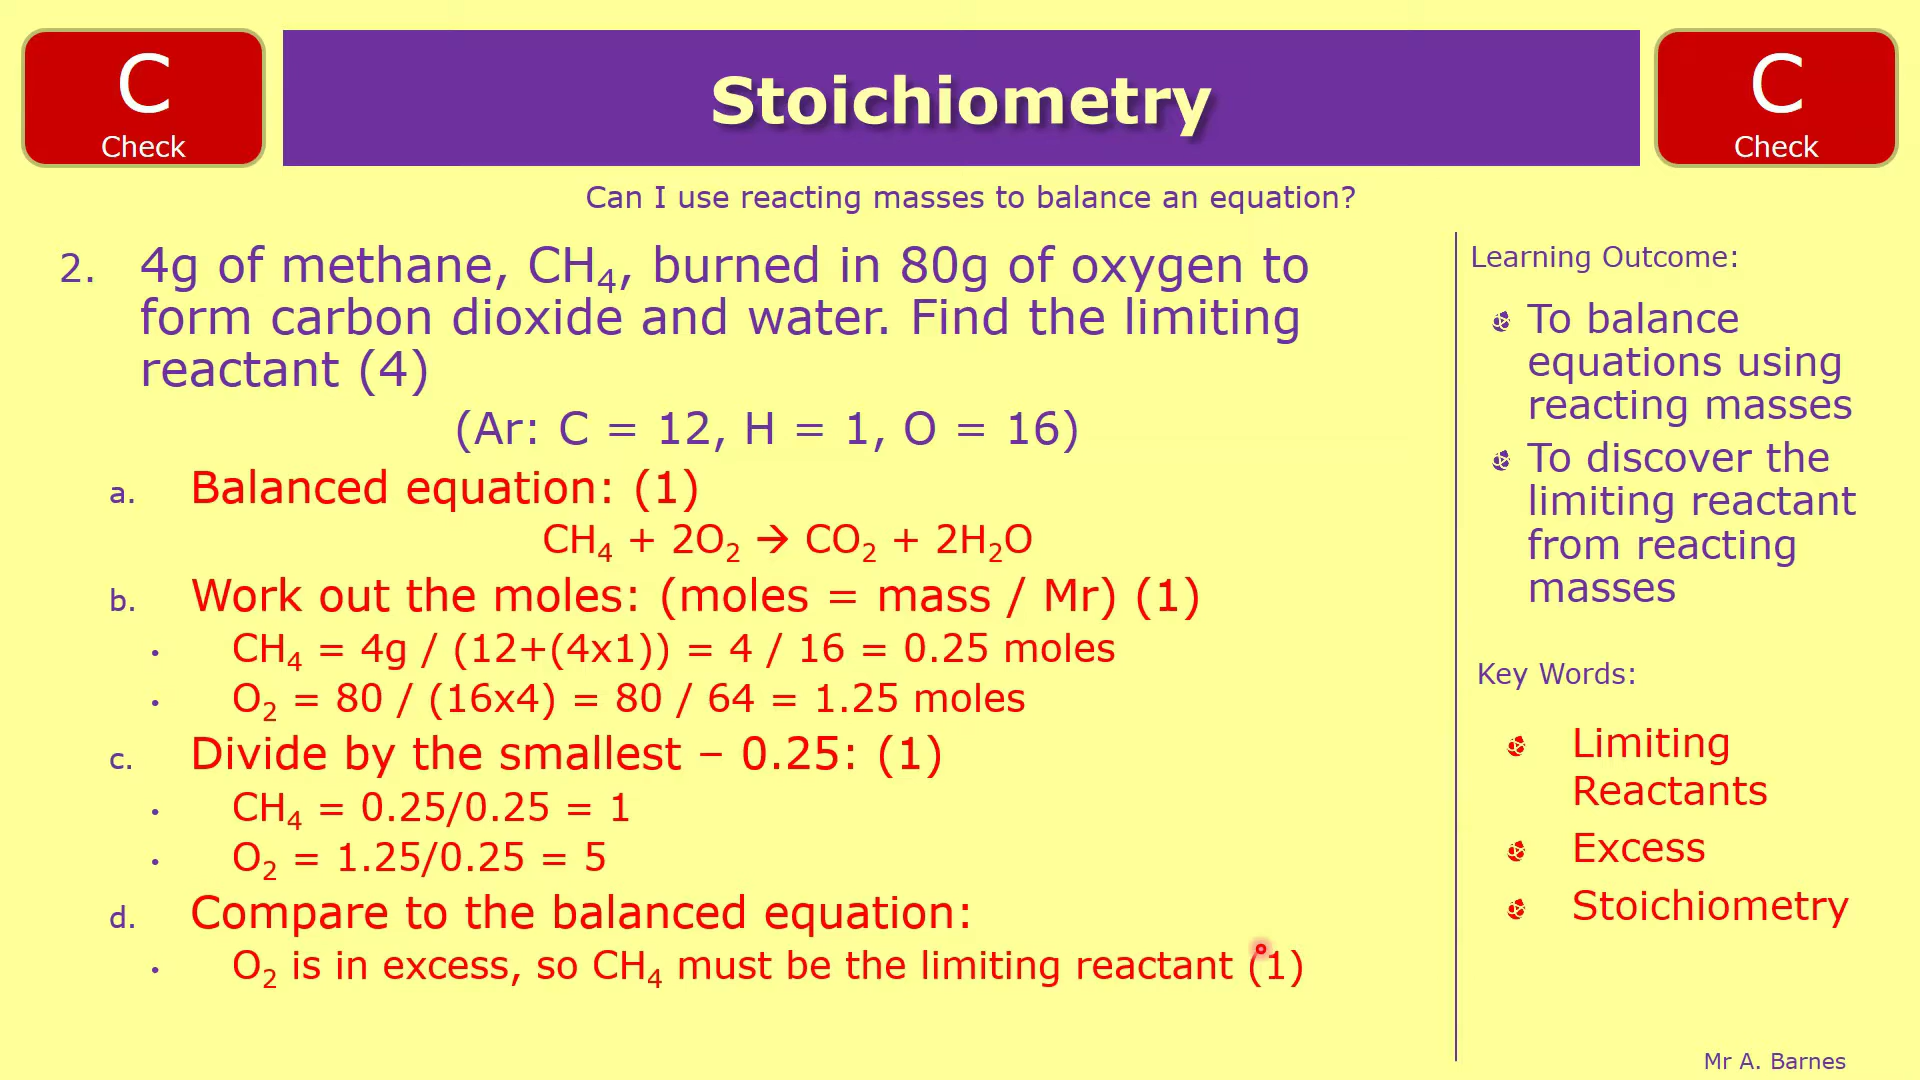 C
Check
Stoichiometry
C
Check
Can I use reacting masses to balance an equation?
2. 4g of methane, CH₄, burned in 80g of oxygen to
form carbon dioxide and water. Find the limiting
reactant (4)
(Ar: C = 12, H = 1, O = 16)
a. Balanced equation: (1)
CH₄ + 2O₂ → CO₂ + 2H₂O
b. Work out the moles: (moles = mass / Mr) (1)
• CH₄ = 4g / (12+(4x1)) = 4 / 16 = 0.25 moles
• O₂ = 80 / (16x4) = 80 / 64 = 1.25 moles
c. Divide by the smallest – 0.25: (1)
• CH₄ = 0.25/0.25 = 1
• O₂ = 1.25/0.25 = 5
d. Compare to the balanced equation:
• O₂ is in excess, so CH₄ must be the limiting reactant (1)
Learning Outcome:
To balance
equations using
reacting masses
To discover the
limiting reactant
from reacting
masses
Key Words:
Limiting
Reactants
Excess
Stoichiometry
Mr A. Barnes